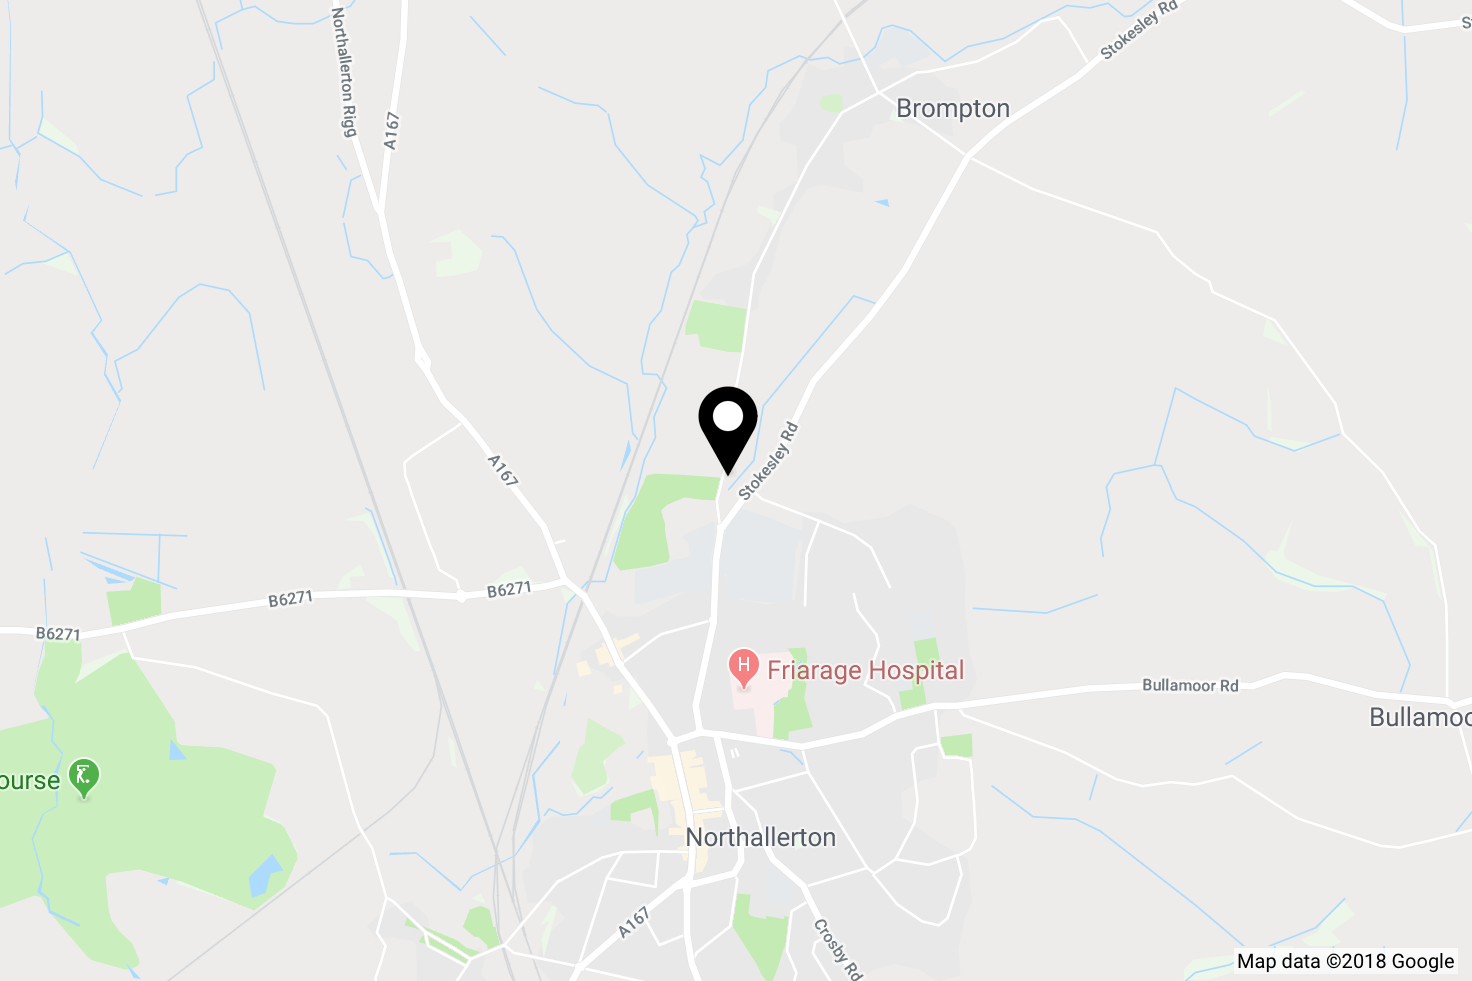 Stokesley Rd
S
Northallerton Rigg
A167
Brompton
Stokesley Rd
A167
B6271
B6271
B6271
H
Friarage Hospital
Bullamoor Rd
Bullamoo
ourse
Northallerton
A167
Crosby Rd
Map data ©2018 Google